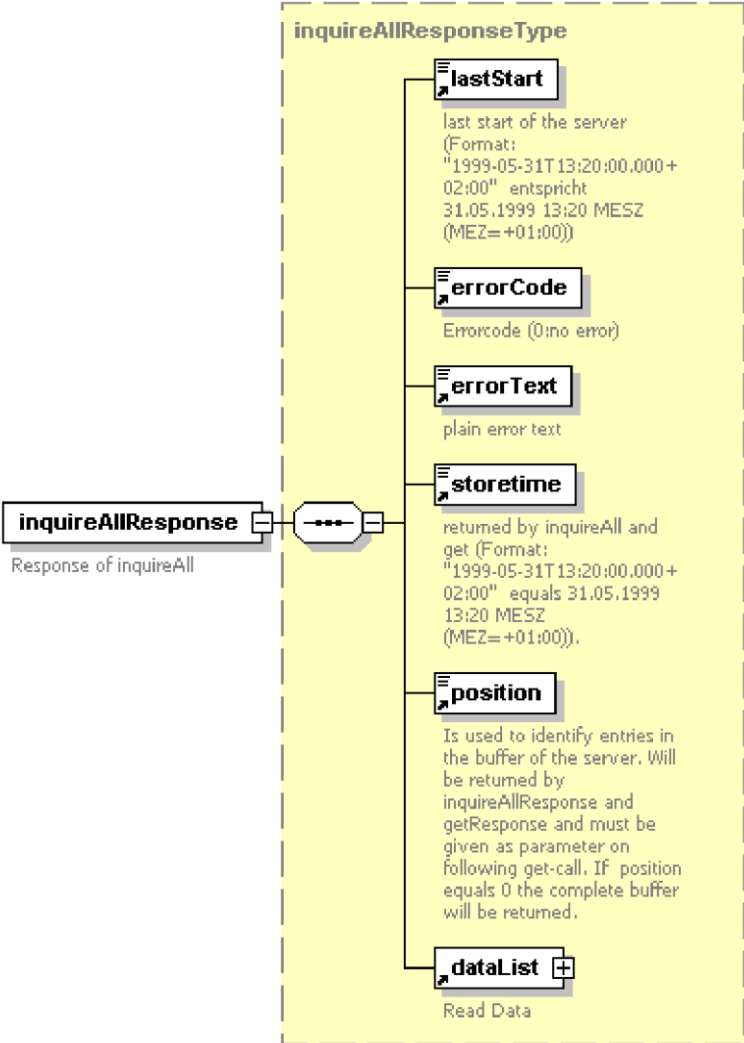 inquireAllResponseType
lastStart
last start of the server
(Format:
"1999-05-31T13:20:00.000+
02:00"  entspricht
31.05.1999 13:20 MESZ
(MEZ=+01:00))
errorCode
Errorcode (0:no error)
errorText
plain error text
storetime
returned by inquireAll and
get (Format:
"1999-05-31T13:20:00.000+
02:00"  equals 31.05.1999
13:20 MESZ
(MEZ=+01:00)).
inquireAllResponse
Response of inquireAll
position
Is used to identify entries in
the buffer of the server. Will
be returned by
inquireAllResponse and
getResponse and must be
given as parameter on
following get-call. If  position
equals 0 the complete buffer
will be returned.
dataList
Read Data